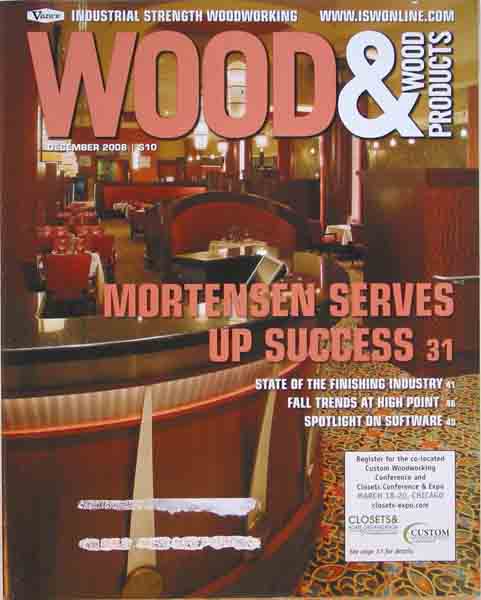 Vance
INDUSTRIAL STRENGTH WOODWORKING
WWW.ISWONLINE.COM
WOOD & WOOD PRODUCTS
DECEMBER 2008 | $10
MORTENSEN SERVES
UP SUCCESS 31
STATE OF THE FINISHING INDUSTRY 41
FALL TRENDS AT HIGH POINT 46
SPOTLIGHT ON SOFTWARE 49
Register for the co-located
Custom Woodworking
Conference and
Closets Conference & Expo
MARCH 18-20, CHICAGO
closets-expo.com
CLOSETS&
CUSTOM
See page 11 for details.